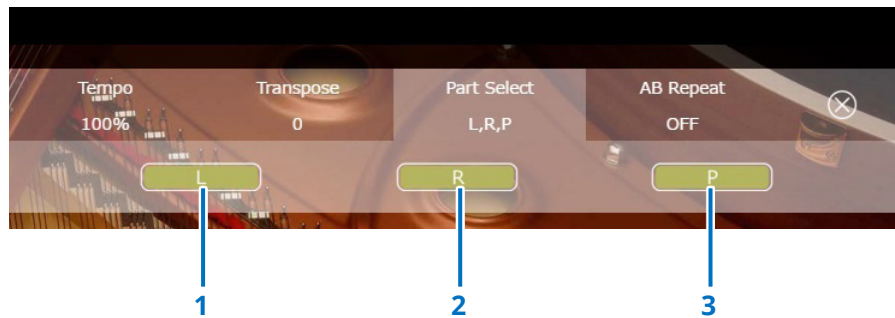 Tempo Transpose Part Select AB Repeat
100% 0 L,R,P OFF
L R P
1 2 3